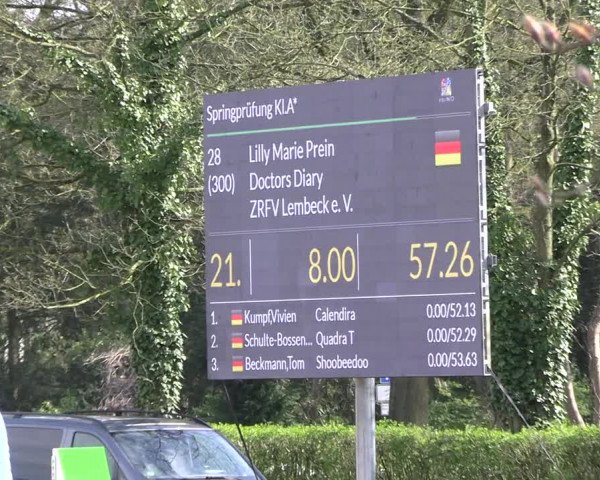 Springprüfung Kl.A*
28 Lilly Marie Prein
(300) Doctors Diary
ZRFV Lembeck e. V.
21. 8.00 57.26
1. Kumpf,Vivien Calendira 0.00/52.13
2. Schulte-Bossen... Quadra T 0.00/52.29
3. Beckmann,Tom Shoobeedoo 0.00/53.63